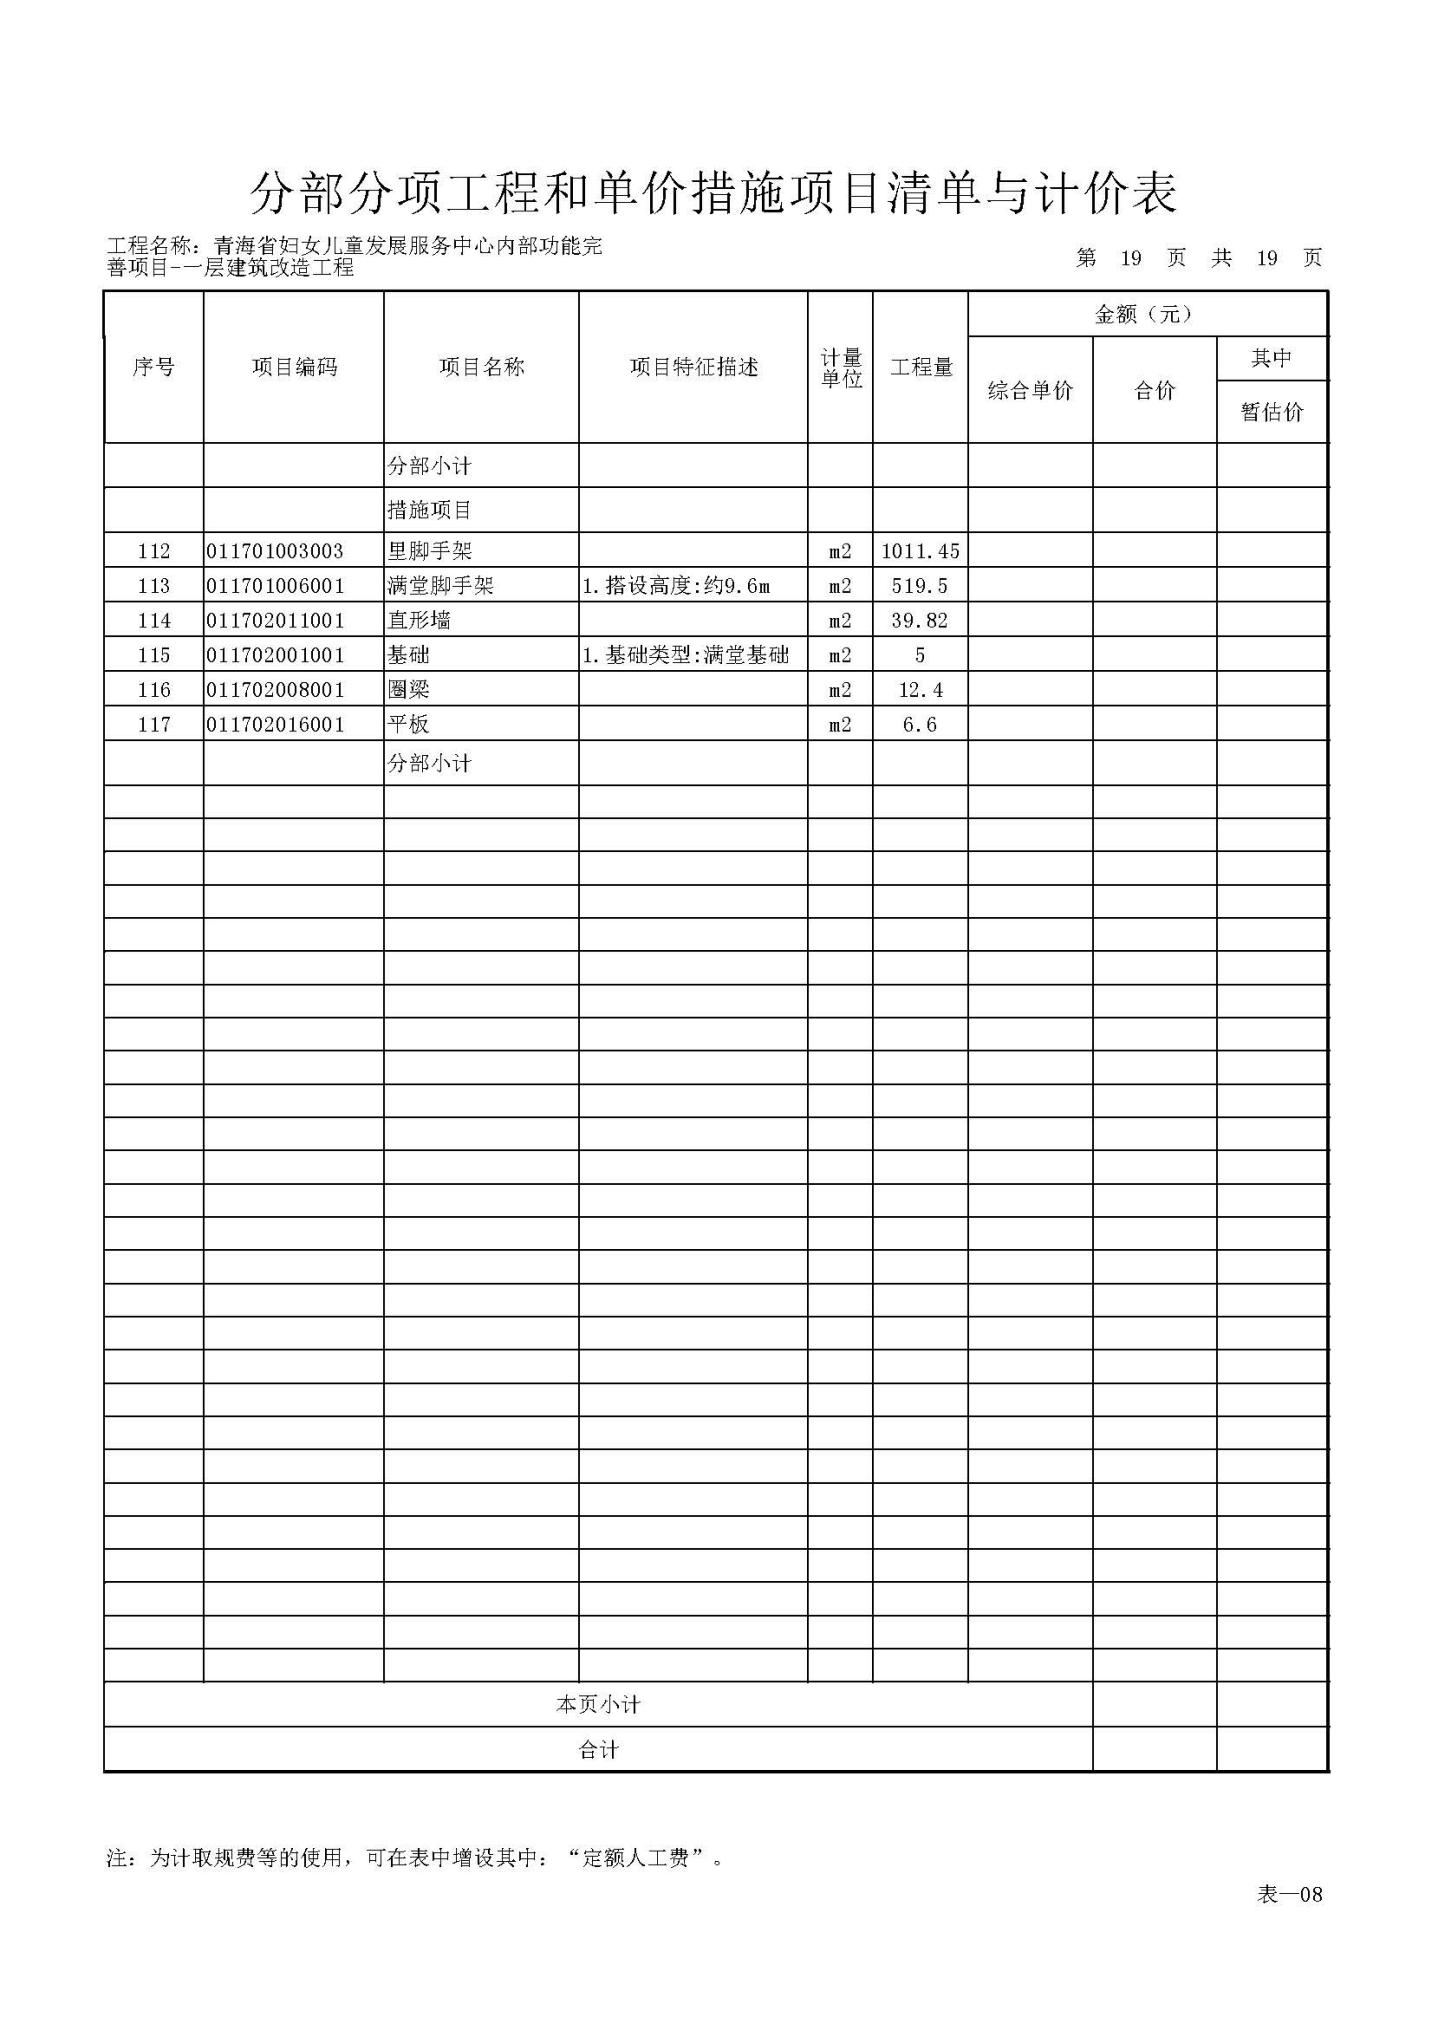 分部分项工程和单价措施项目清单与计价表
工程名称：青海省妇女儿童发展服务中心内部功能完
善项目-一层建筑改造工程
第 19 页 共 19 页
序号 项目编码 项目名称 项目特征描述 计量单位 工程量 金额（元）
综合单价 合价 其中
暂估价
分部小计
措施项目
112 011701003003 里脚手架 m2 1011.45
113 011701006001 满堂脚手架 1.搭设高度:约9.6m m2 519.5
114 011702011001 直形墙 m2 39.82
115 011702001001 基础 1.基础类型:满堂基础 m2 5
116 011702008001 圈梁 m2 12.4
117 011702016001 平板 m2 6.6
分部小计
本页小计
合计
注：为计取规费等的使用，可在表中增设其中：“定额人工费”。
表—08